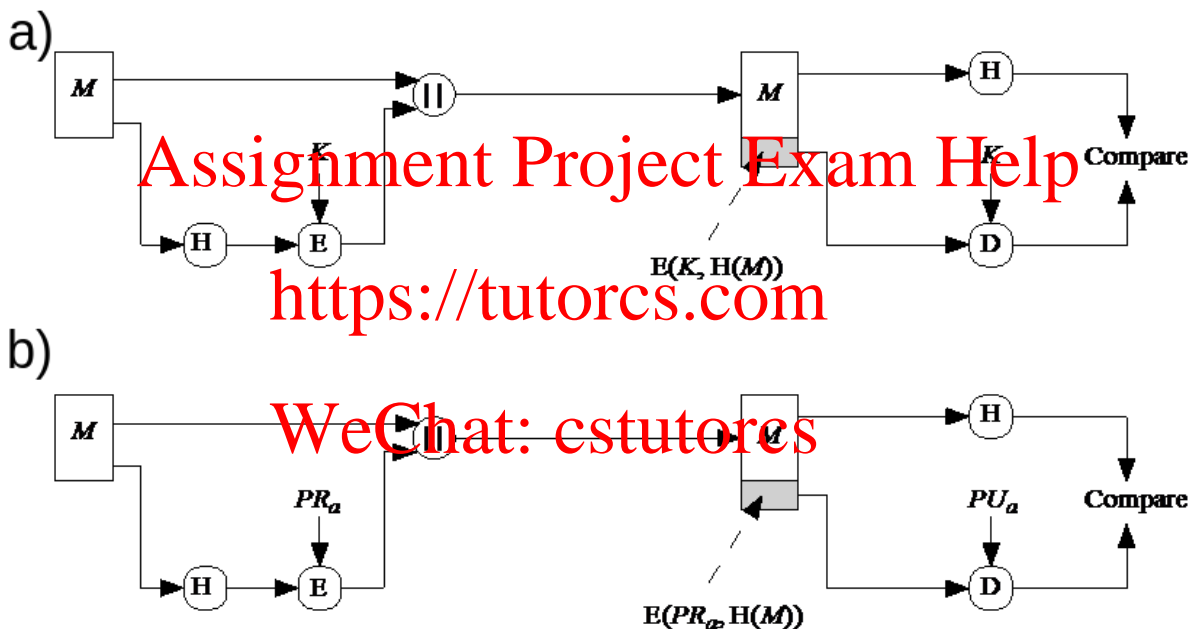 a)
M
||
M
H
K
K
Compare
Assignment Project Exam Help
H
E
D
E(K, H(M))
https://tutorcs.com
b)
M
||
M
H
WeChat: cstutorcs
PRa
PUa
Compare
H
E
D
E(PRa, H(M))